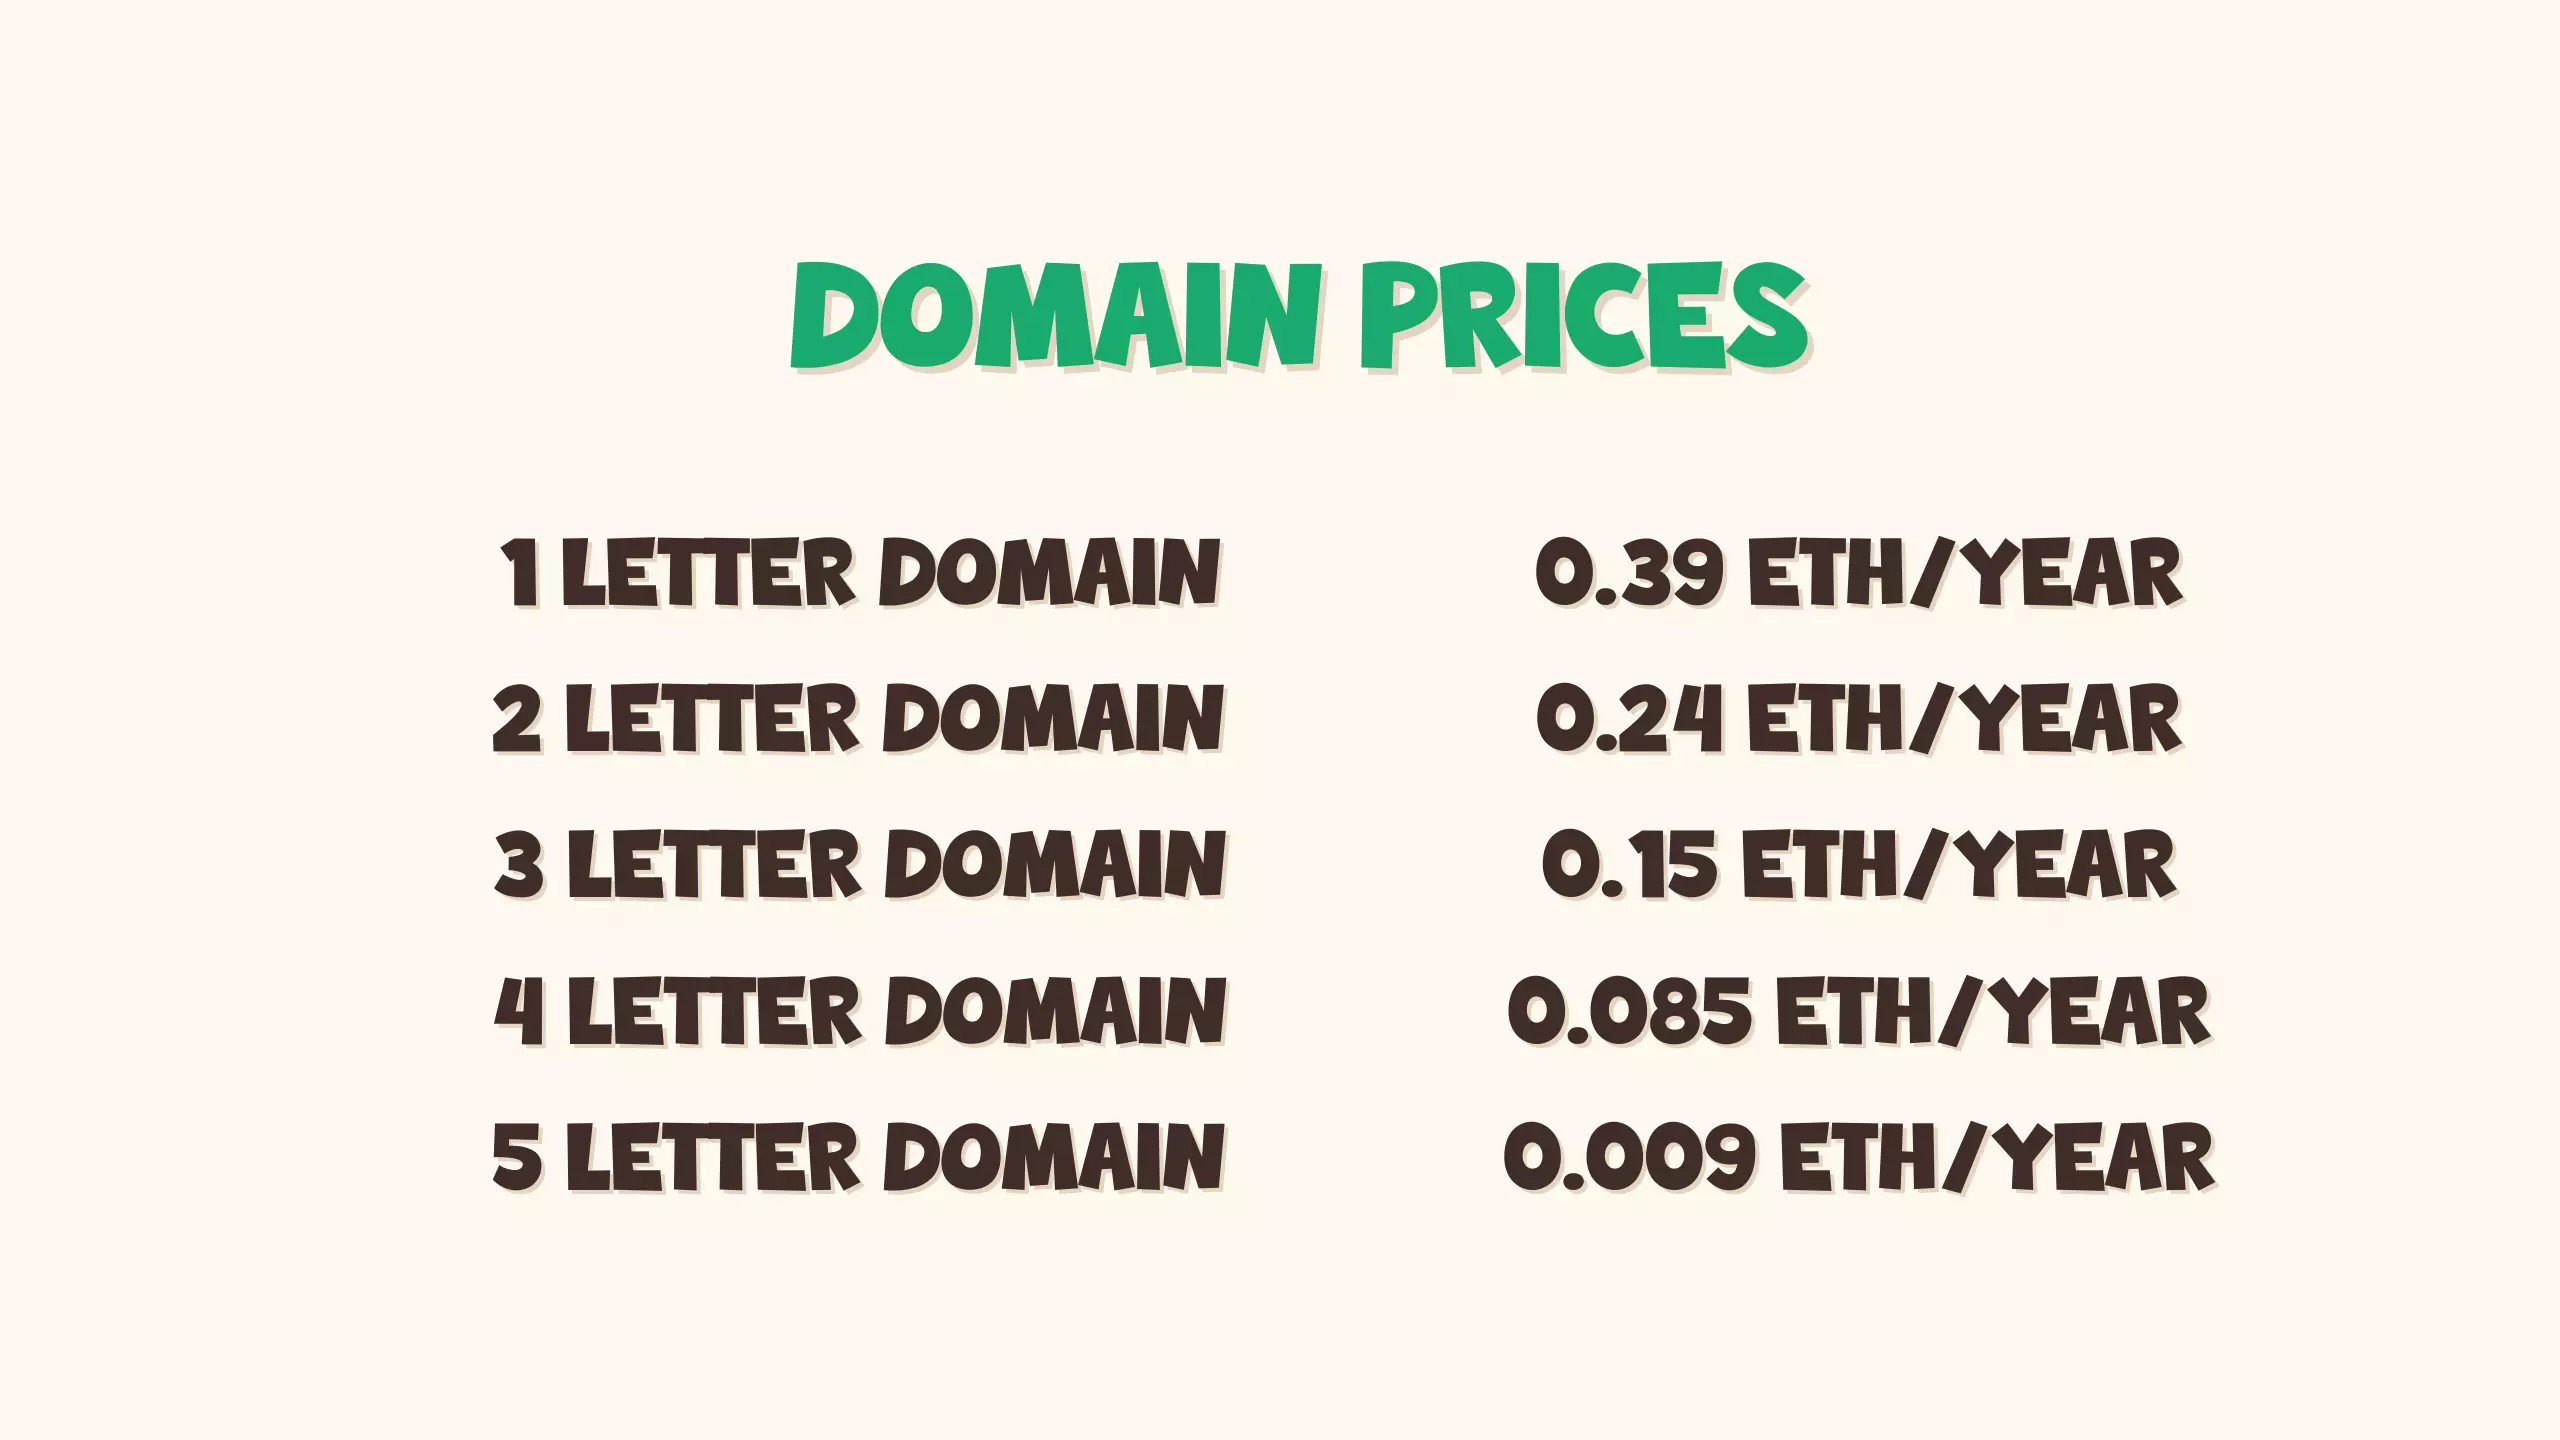 DOMAIN PRICES
1 LETTER DOMAIN 0.39 ETH/YEAR
2 LETTER DOMAIN 0.24 ETH/YEAR
3 LETTER DOMAIN 0.15 ETH/YEAR
4 LETTER DOMAIN 0.085 ETH/YEAR
5 LETTER DOMAIN 0.009 ETH/YEAR